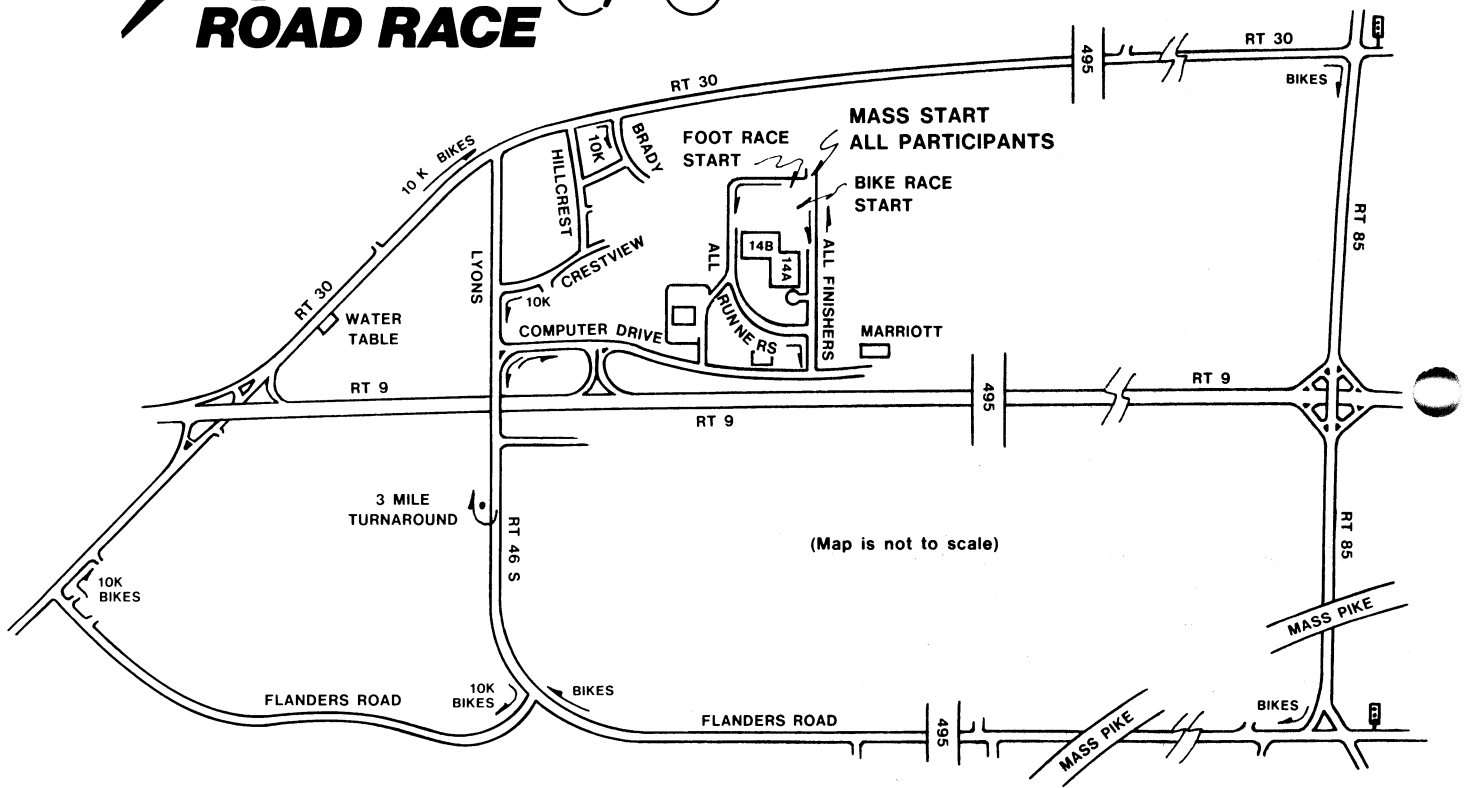 ROAD RACE
RT 30
495
RT 30
BIKES
10 K BIKES
10K
BRADY
HILLCREST
FOOT RACE
START
MASS START
ALL PARTICIPANTS
BIKE RACE
START
RT 85
LYONS
CRESTVIEW
10K
ALL
RUNNERS
14B
14A
ALL FINISHERS
RT 30
WATER
TABLE
COMPUTER DRIVE
MARRIOTT
RT 9
RT 9
495
RT 9
3 MILE
TURNAROUND
RT 46 S
(Map is not to scale)
RT 85
10K
BIKES
MASS PIKE
FLANDERS ROAD
10K
BIKES
BIKES
FLANDERS ROAD
495
MASS PIKE
BIKES